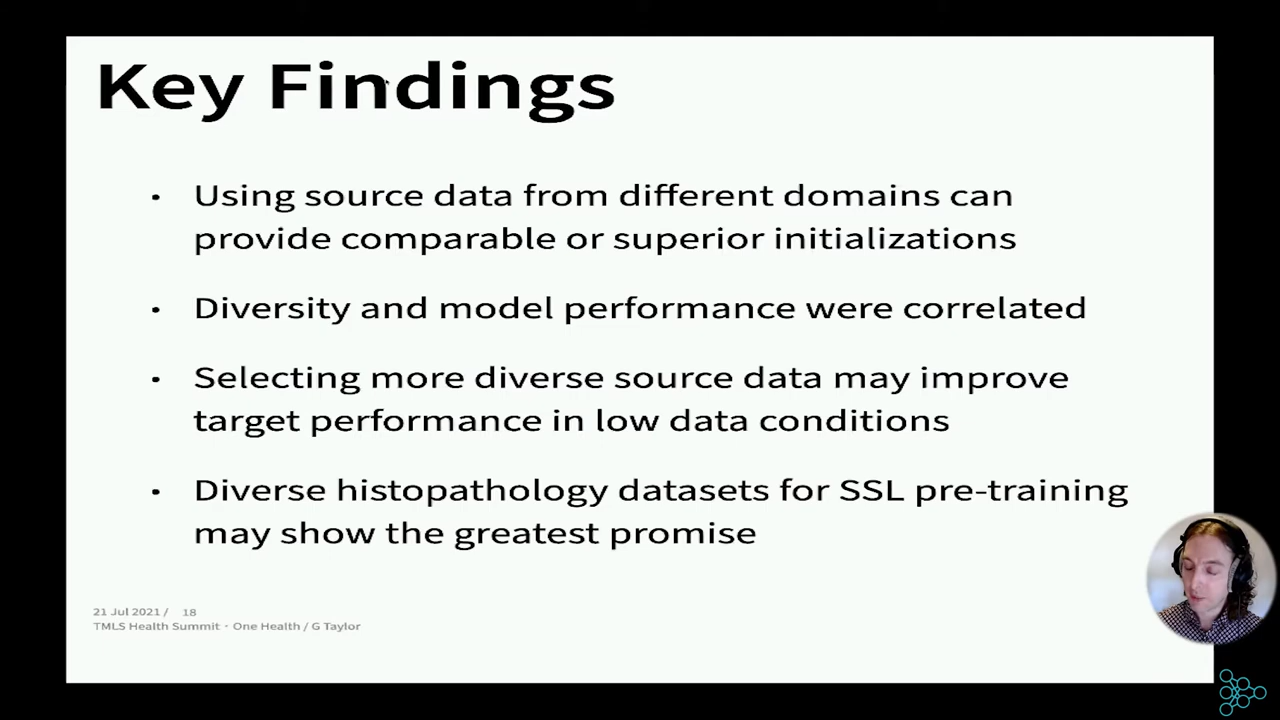 Key Findings
• Using source data from different domains can
provide comparable or superior initializations
• Diversity and model performance were correlated
• Selecting more diverse source data may improve
target performance in low data conditions
• Diverse histopathology datasets for SSL pre-training
may show the greatest promise
21 Jul 2021 / 18
TMLS Health Summit · One Health / G Taylor